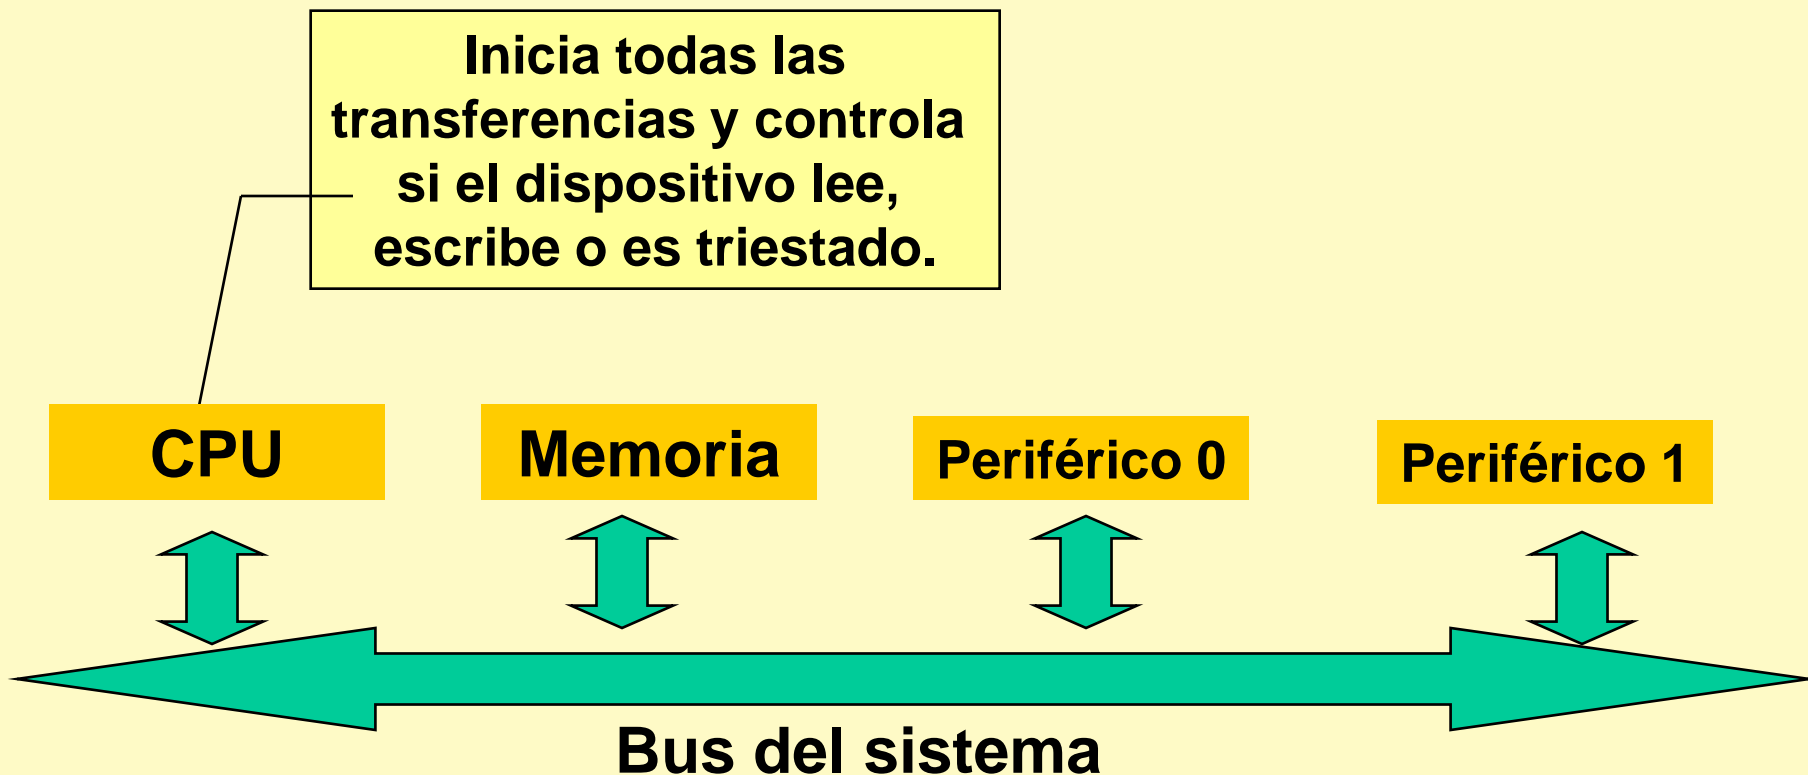 Inicia todas las
transferencias y controla
si el dispositivo lee,
escribe o es triestado.
CPU
Memoria
Periférico 0
Periférico 1
Bus del sistema